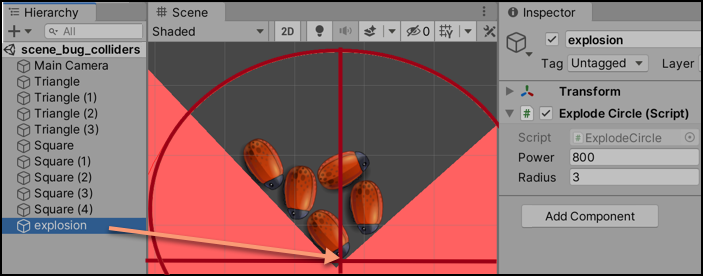 Hierarchy
All
scene_bug_colliders
Main Camera
Triangle
Triangle (1)
Triangle (2)
Triangle (3)
Square
Square (1)
Square (2)
Square (3)
Square (4)
explosion
Scene
Shaded
2D
0
Inspector
explosion
Tag Untagged Layer
Transform
# Explode Circle (Script)
Script # ExplodeCircle
Power 800
Radius 3
Add Component